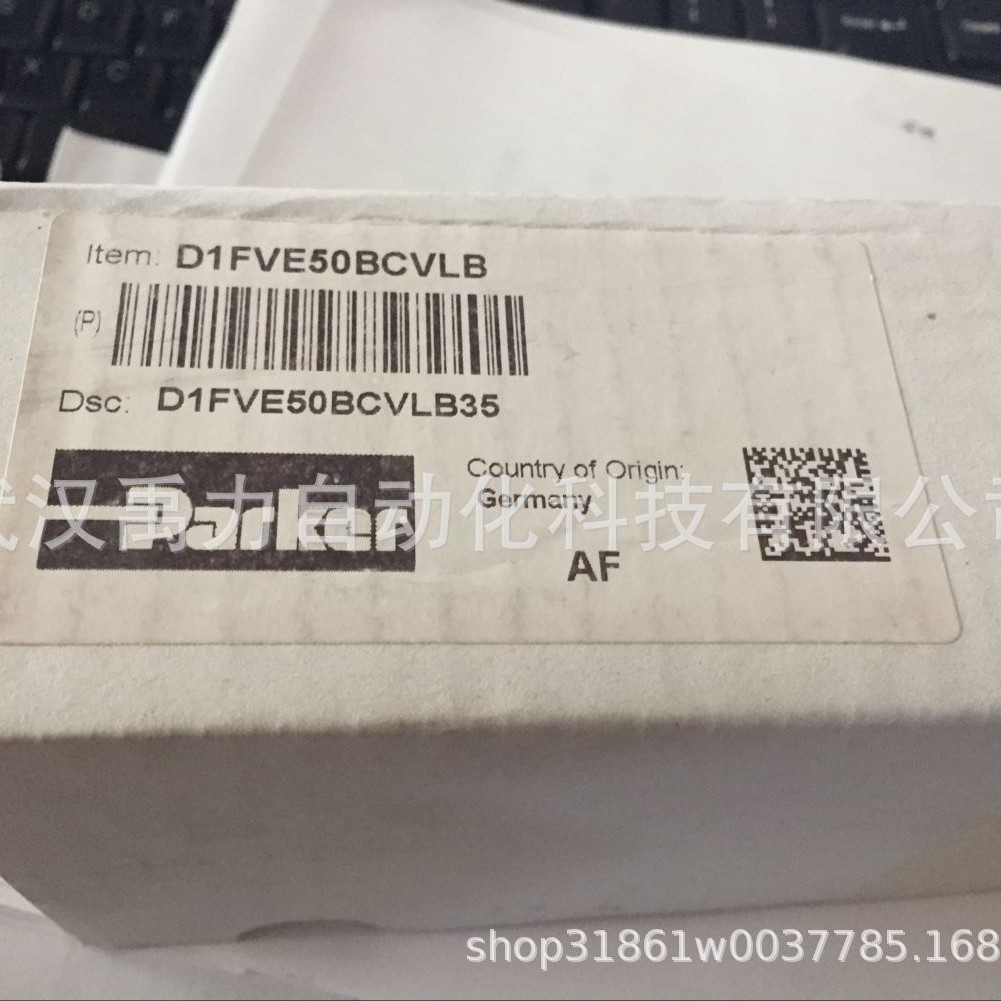 Item: D1FVE50BCVLB
(P)
Dsc: D1FVE50BCVLB35
Parker
Country of Origin:
Germany
AF
武汉禹力自动化科技有限公司
shop31861w0037785.168